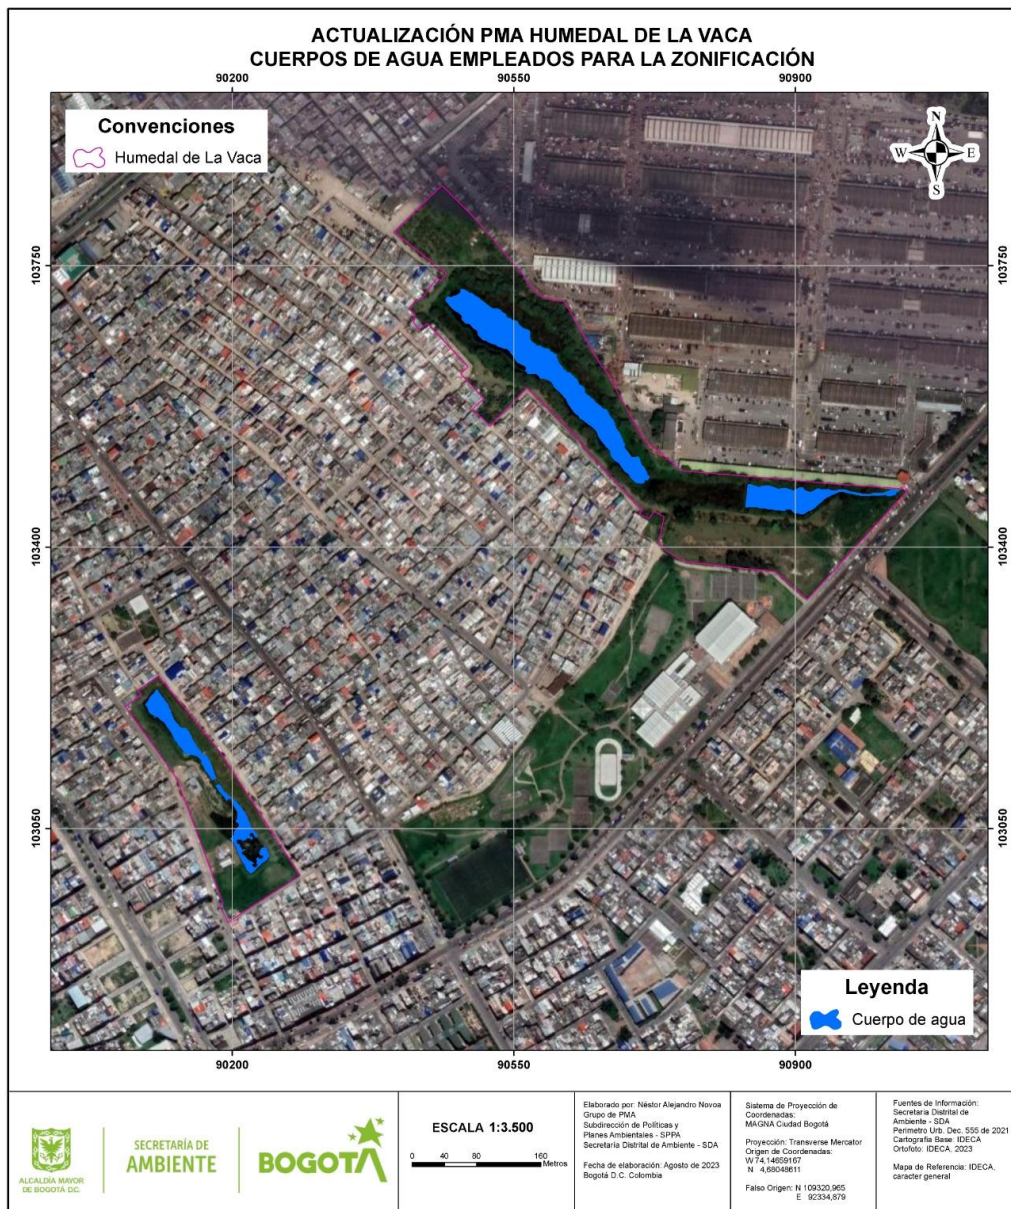 ACTUALIZACIÓN PMA HUMEDAL DE LA VACA
CUERPOS DE AGUA EMPLEADOS PARA LA ZONIFICACIÓN
90200 90550 90900
Convenciones
Humedal de La Vaca
N
W E
S
103750 103750
103400 103400
103050 103050
Leyenda
Cuerpo de agua
90200 90550 90900
ALCALDÍA MAYOR
DE BOGOTÁ D.C.
SECRETARÍA DE
AMBIENTE
BOGOTÁ
ESCALA 1:3.500
0 40 80 160
Metros
Elaborado por: Néstor Alejandro Novoa
Grupo de PMA
Subdirección de Políticas y
Planes Ambientales - SPPA
Secretaría Distrital de Ambiente - SDA
Fecha de elaboración: Agosto de 2023
Bogotá D.C. Colombia
Sistema de Proyección de
Coordenadas:
MAGNA Ciudad Bogotá
Proyección: Transverse Mercator
Origen de Coordenadas:
W 74,14659167
N 4,68048611
Falso Origen: N 109320,965
E 92334,879
Fuentes de Información:
Secretaria Distrital de
Ambiente - SDA
Perimetro Urb. Dec. 555 de 2021
Cartografía Base: IDECA
Ortofoto: IDECA, 2023
Mapa de Referencia: IDECA,
caracter general